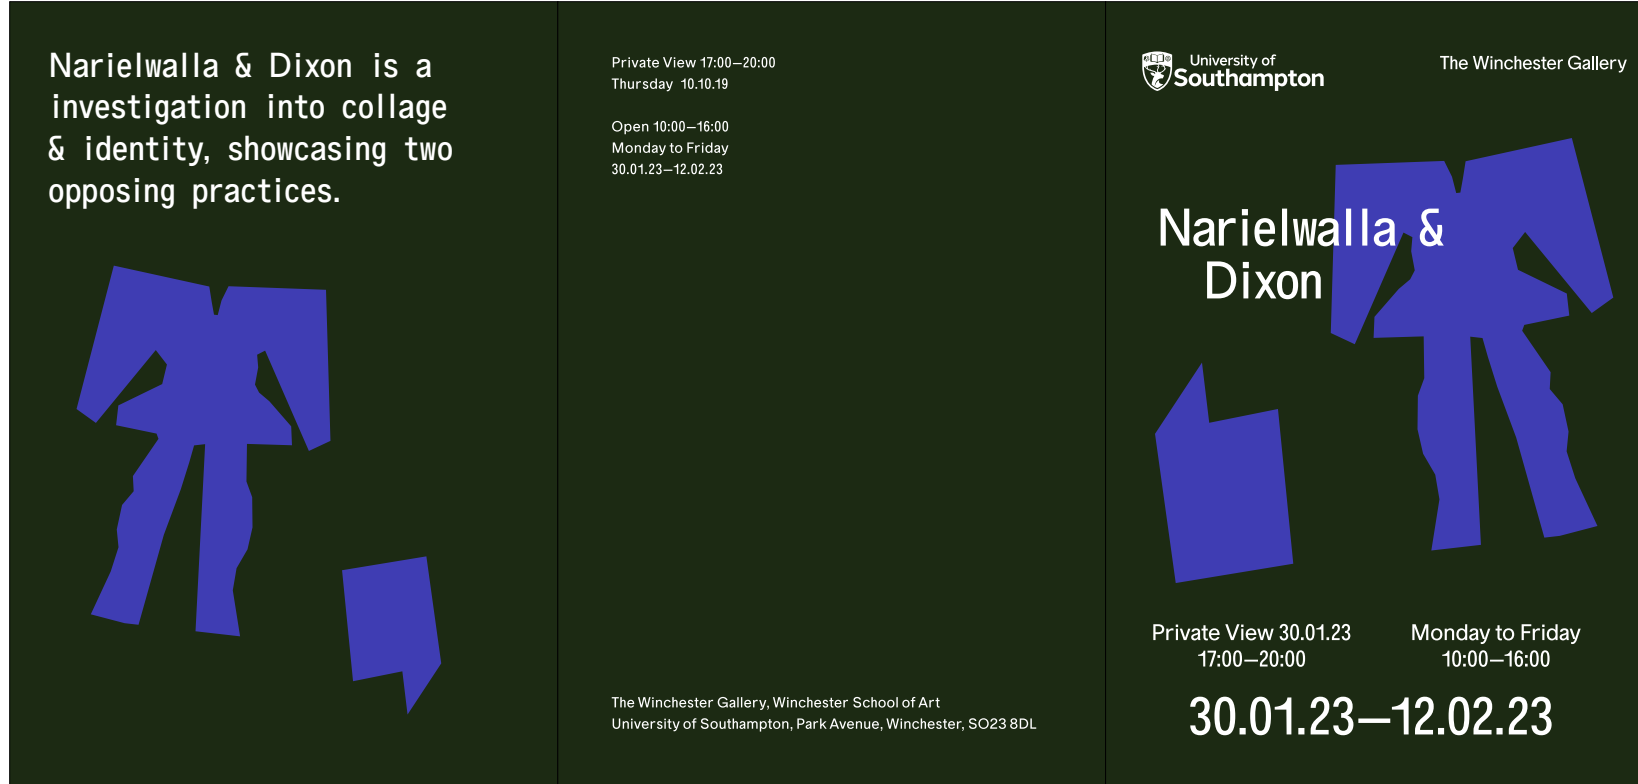 Narielwalla & Dixon is a
investigation into collage
& identity, showcasing two
opposing practices.
Private View 17:00–20:00
Thursday 10.10.19
Open 10:00–16:00
Monday to Friday
30.01.23–12.02.23
The Winchester Gallery, Winchester School of Art
University of Southampton, Park Avenue, Winchester, SO23 8DL
University of
Southampton
The Winchester Gallery
Narielwalla &
Dixon
Private View 30.01.23
17:00–20:00
Monday to Friday
10:00–16:00
30.01.23–12.02.23